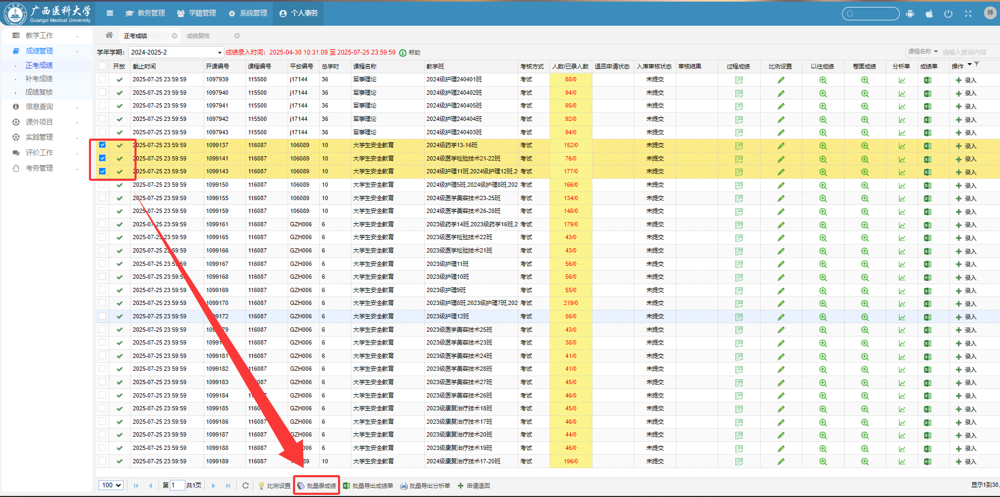 广西医科大学
Guangxi Medical University
教务管理 学籍管理 系统管理 个人事务
师
教学工作
成绩管理
正考成绩
补考成绩
成绩复核
信息查询
课外项目
实践管理
评价工作
考务管理
正考成绩 成绩复核
学年学期: 2024-2025-2 成绩录入时间: 2025-04-30 10:31:09 至 2025-07-25 23:59:59 帮助 课程名称 请输入查询内容
开放 截止时间 开课编号 课程编号 平台编号 总学时 课程名称 教学班 考核方式 人数/已录人数 退回申请状态 入库审核状态 审核结果 过程成绩 比例设置 以往成绩 卷面成绩 分析单 成绩单 操作
2025-07-25 23:59:59 1097939 115500 j17144 36 军事理论 2024级护理240401班 考试 88/0 未提交 录入
2025-07-25 23:59:59 1097940 115500 j17144 36 军事理论 2024级护理240402班 考试 94/0 未提交 录入
2025-07-25 23:59:59 1097941 115500 j17144 36 军事理论 2024级护理240405班 考试 95/0 未提交 录入
2025-07-25 23:59:59 1097942 115500 j17144 36 军事理论 2024级护理240404班 考试 92/0 未提交 录入
2025-07-25 23:59:59 1097943 115500 j17144 36 军事理论 2024级护理240403班 考试 94/0 未提交 录入
2025-07-25 23:59:59 1099137 116087 106089 10 大学生安全教育 2024级药学13-16班 考试 152/0 未提交 录入
2025-07-25 23:59:59 1099141 116087 106089 10 大学生安全教育 2024级医学检验技术21-22班 考试 76/0 未提交 录入
2025-07-25 23:59:59 1099143 116087 106089 10 大学生安全教育 2024级护理11班,2024级护理12班,2 考试 177/0 未提交 录入
2025-07-25 23:59:59 1099150 116087 106089 10 大学生安全教育 2024级护理5班,2024级护理8班,202 考试 166/0 未提交 录入
2025-07-25 23:59:59 1099155 116087 106089 10 大学生安全教育 2024级医学美容技术23-25班 考试 134/0 未提交 录入
2025-07-25 23:59:59 1099159 116087 106089 10 大学生安全教育 2024级医学美容技术26-28班 考试 148/0 未提交 录入
2025-07-25 23:59:59 1099161 116087 GZH006 6 大学生安全教育 2023级药学14班,2023级药学16班,2 考试 179/0 未提交 录入
2025-07-25 23:59:59 1099165 116087 GZH006 6 大学生安全教育 2023级医学检验技术22班 考试 43/0 未提交 录入
2025-07-25 23:59:59 1099166 116087 GZH006 6 大学生安全教育 2023级医学检验技术21班 考试 43/0 未提交 录入
2025-07-25 23:59:59 1099167 116087 GZH006 6 大学生安全教育 2023级护理11班 考试 56/0 未提交 录入
2025-07-25 23:59:5 1099168 116087 GZH006 6 大学生安全教育 2023级护理10班 考试 56/0 未提交 录入
2025-07-25 23:59:59 1099169 116087 GZH006 6 大学生安全教育 2023级护理9班 考试 55/0 未提交 录入
2025-07-25 23:59:59 1099170 116087 GZH006 6 大学生安全教育 2023级护理8班,2023级护理7班,202 考试 219/0 未提交 录入
2025-07-25 23:59:59 99172 116087 GZH006 6 大学生安全教育 2023级护理12班 考试 56/0 未提交 录入
2025-07-25 23:59:59 109 79 116087 GZH006 6 大学生安全教育 2023级医学美容技术25班 考试 43/0 未提交 录入
2025-07-25 23:59:59 1099 116087 GZH006 6 大学生安全教育 2023级医学美容技术23班 考试 38/0 未提交 录入
2025-07-25 23:59:59 1099181 116087 GZH006 6 大学生安全教育 2023级医学美容技术24班 考试 41/0 未提交 录入
2025-07-25 23:59:59 1099182 087 GZH006 6 大学生安全教育 2023级医学美容技术28班 考试 41/0 未提交 录入
2025-07-25 23:59:59 1099183 087 GZH006 6 大学生安全教育 2023级医学美容技术27班 考试 45/0 未提交 录入
2025-07-25 23:59:59 1099184 116 GZH006 6 大学生安全教育 2023级医学美容技术26班 考试 46/0 未提交 录入
2025-07-25 23:59:59 1099185 1160 GZH006 6 大学生安全教育 2023级康复治疗技术18班 考试 45/0 未提交 录入
2025-07-25 23:59:59 1099186 116087 GZH006 6 大学生安全教育 2023级康复治疗技术17班 考试 46/0 未提交 录入
2025-07-25 23:59:59 1099187 116087 GZH006 6 大学生安全教育 2023级康复治疗技术20班 考试 44/0 未提交 录入
2025-07-25 23:59:59 1099188 116087 06 6 大学生安全教育 2023级康复治疗技术19班 考试 46/0 未提交 录入
2025-07-25 23:59:59 1099189 116087 89 10 大学生安全教育 2024级康复治疗技术17-20班 考试 196/0 未提交 录入
100 第 1 共1页 比例设置 批量录成绩 批量导出成绩单 批量导出分析单 申请退回 显示1到30,